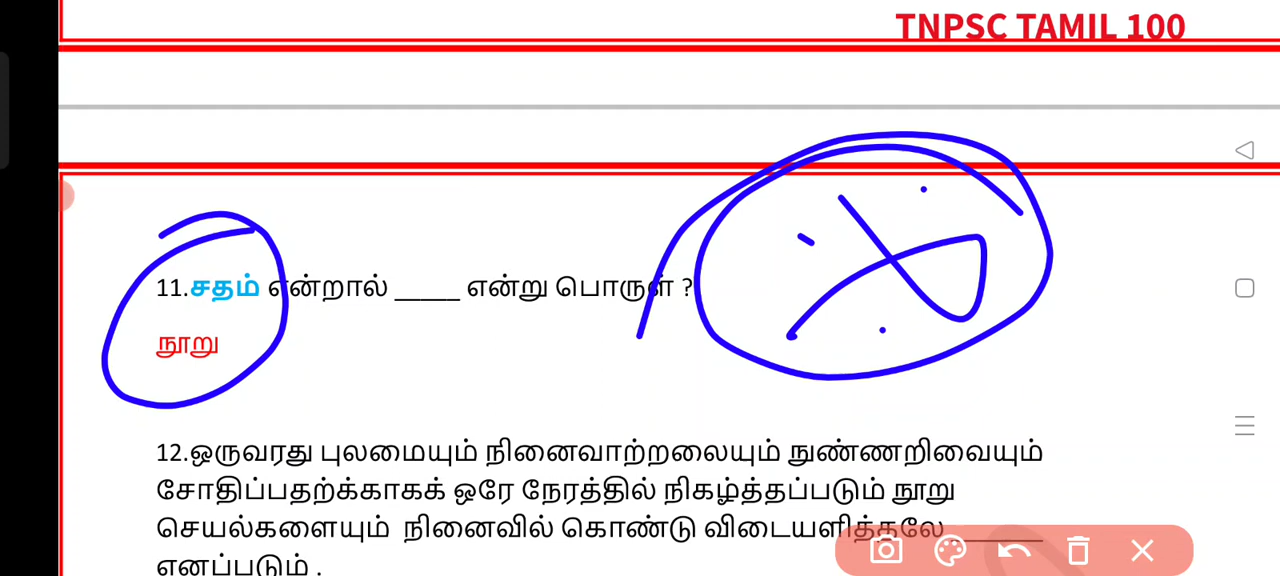 TNPSC TAMIL 100
11.சதம் என்றால் _____ என்று பொருள் ?
நூறு
12.ஒருவரது புலமையும் நினைவாற்றலையும் நுண்ணறிவையும்
சோதிப்பதற்க்காகக் ஒரே நேரத்தில் நிகழ்த்தப்படும் நூறு
செயல்களையும் நினைவில் கொண்டு விடையளித்தலே ________
எனப்படும் .